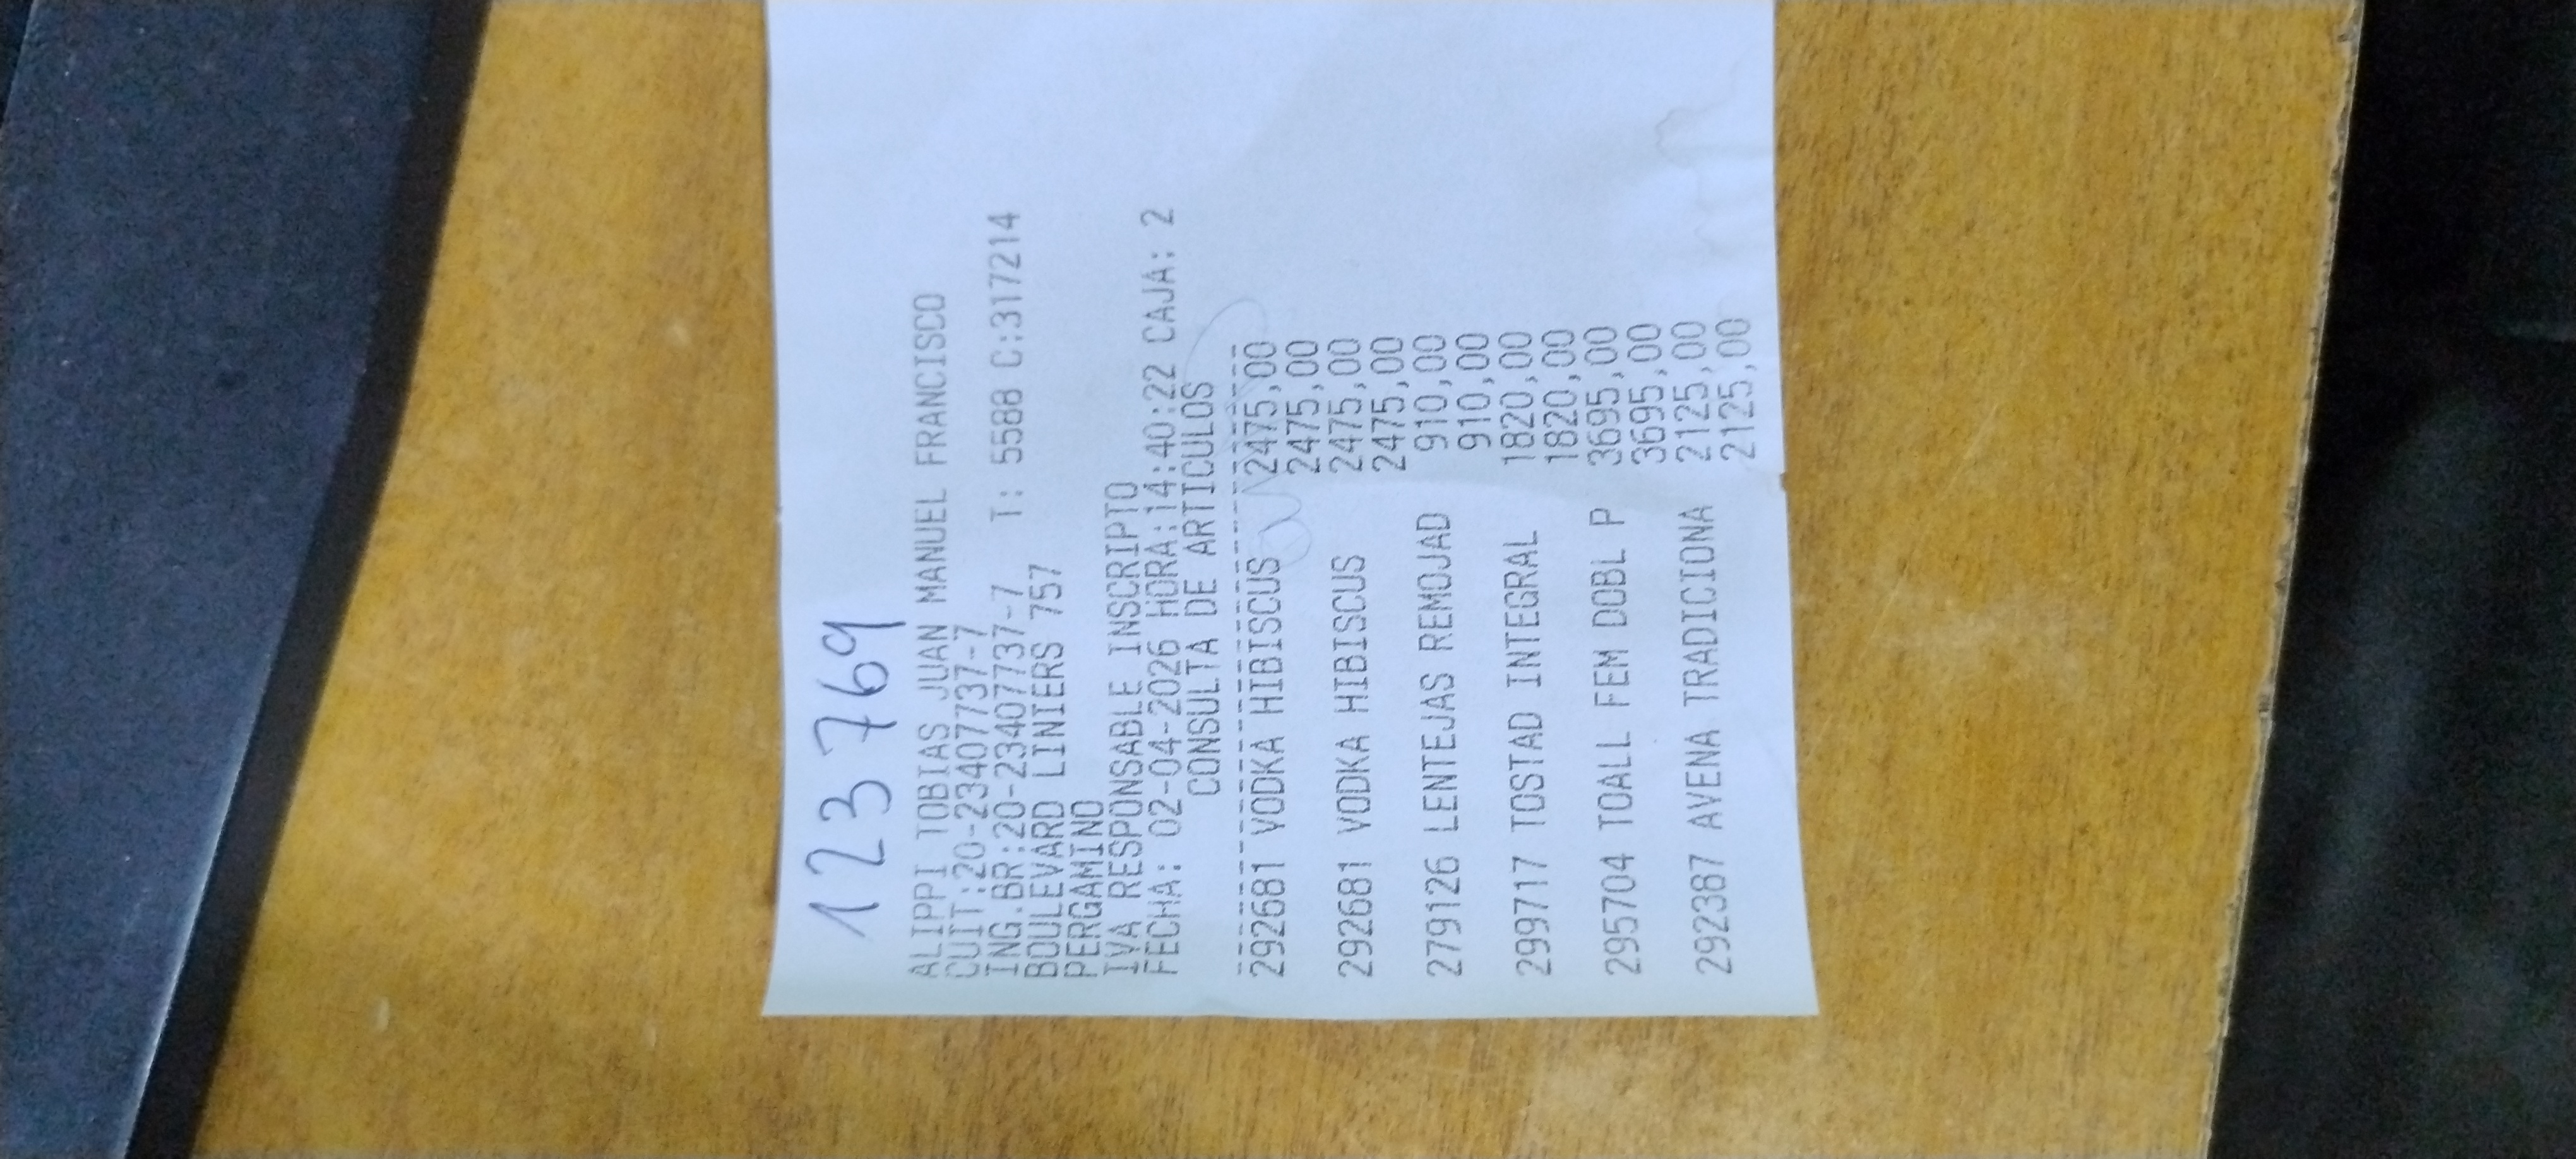 123769
ALIPPI TOBIAS JUAN MANUEL FRANCISCO
CUIT:20-23407737-7
ING.BR:20-23407737-7
BOULEVARD LINIERS 757 T: 5588 C:317214
PERGAMINO
IVA RESPONSABLE INSCRIPTO
FECHA: 02-04-2026 HORA:14:40:22 CAJA: 2
CONSULTA DE ARTICULOS
292681 VODKA HIBISCUS 2475,00
2475,00
292681 VODKA HIBISCUS 2475,00
2475,00
279126 LENTEJAS REMOJAD 910,00
910,00
299717 TOSTAD INTEGRAL 1820,00
1820,00
295704 TOALL FEM DOBL P 3695,00
3695,00
292387 AVENA TRADICIONA 2125,00
2125,00